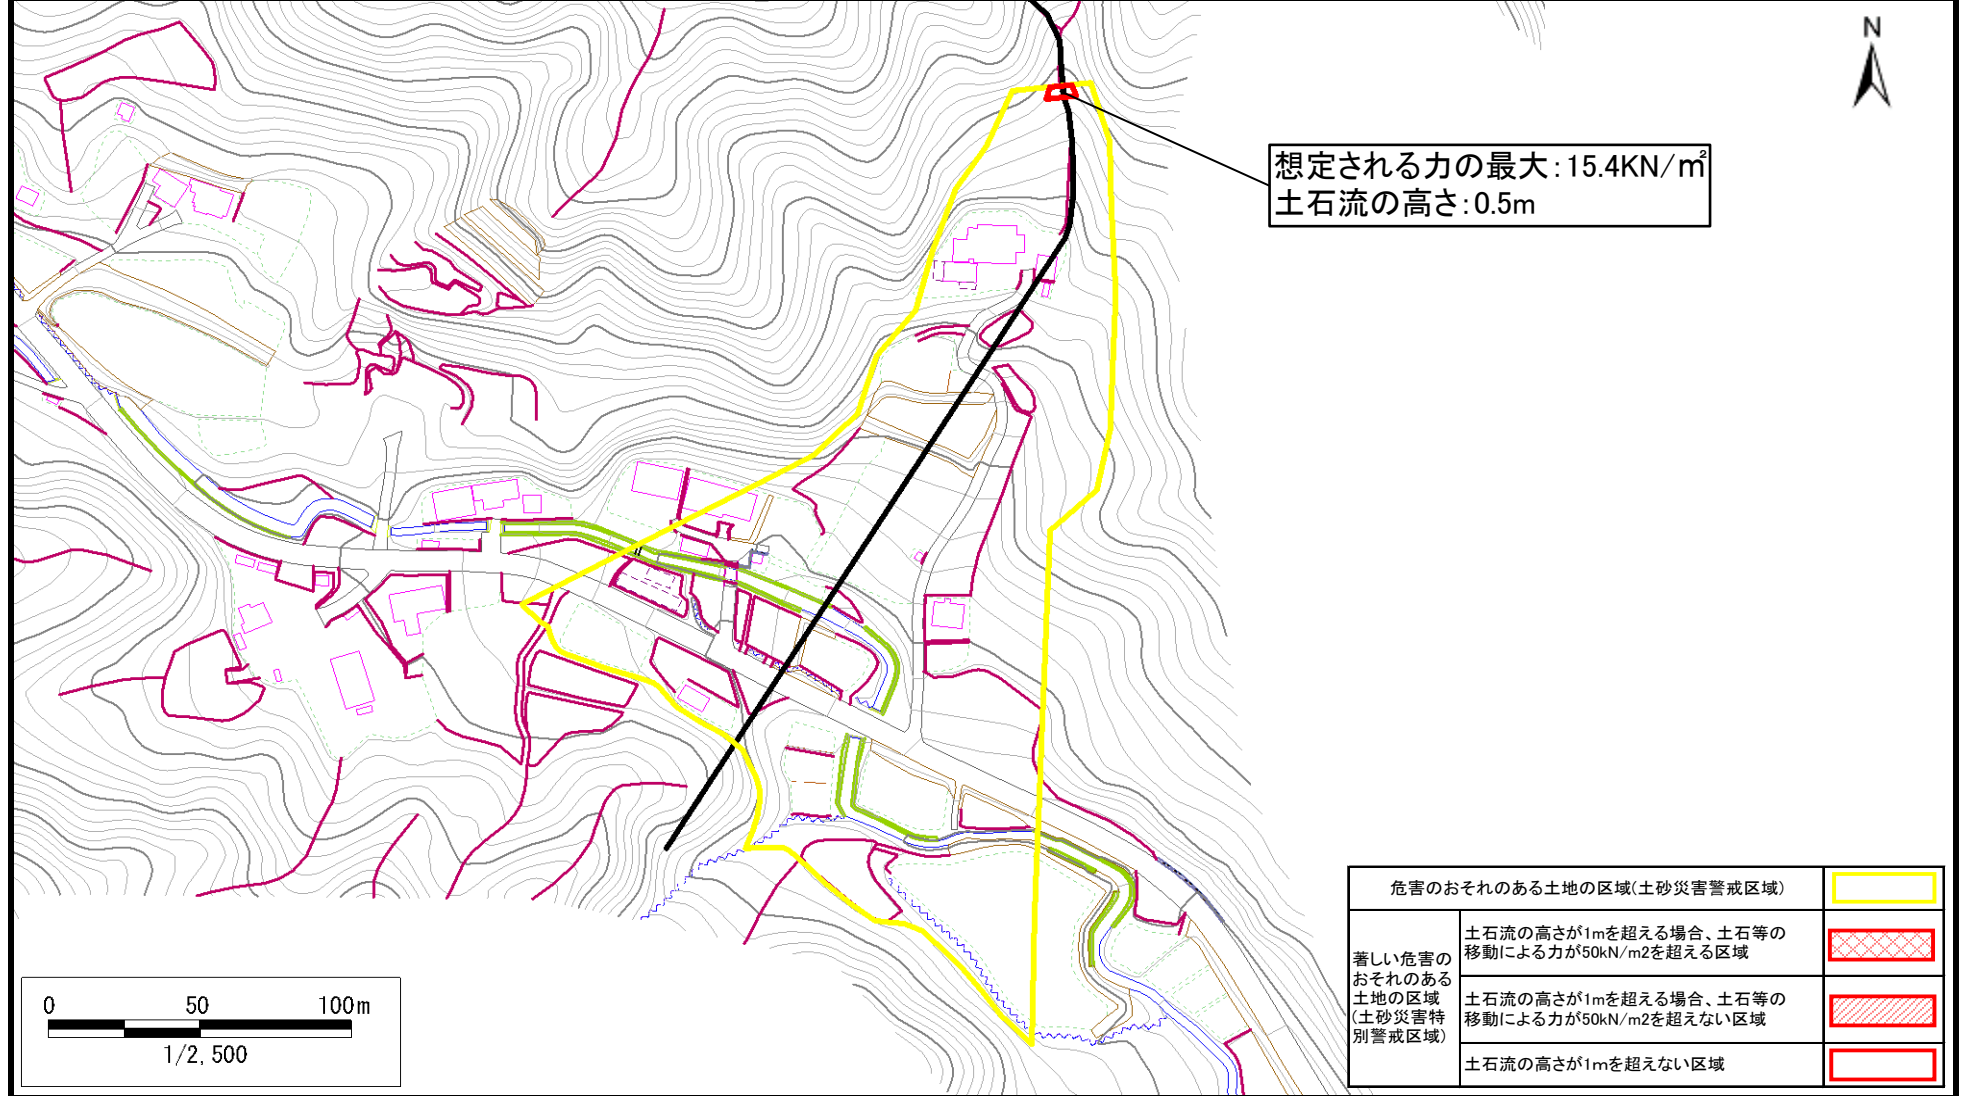 N
想定される力の最大:15.4KN/㎡
土石流の高さ:0.5m
危害のおそれのある土地の区域(土砂災害警戒区域)
著しい危害の
おそれのある
土地の区域
(土砂災害特
別警戒区域)
土石流の高さが1mを超える場合、土石等の
移動による力が50kN/m2を超える区域
土石流の高さが1mを超える場合、土石等の
移動による力が50kN/m2を超えない区域
土石流の高さが1mを超えない区域
0 50 100m
1/2,500